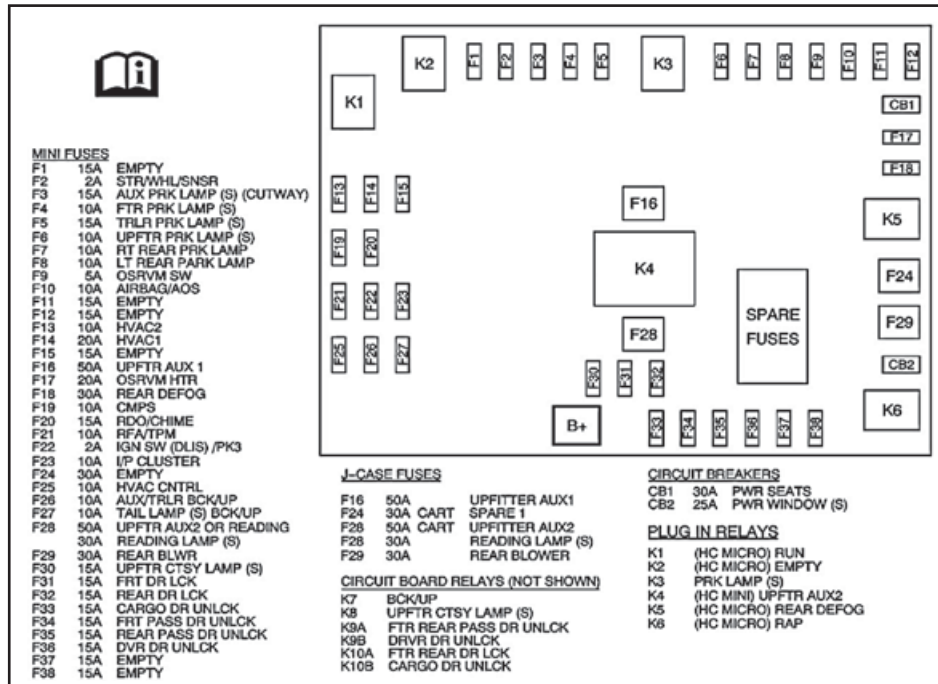 K2 F1 F2 F3 F4 F5 K3 F6 F7 F8 F9 F10 F11 F12
K1
CB1
F17
F18
F13 F14 F15
F16
K5
F19 F20
K4
F24
F21 F22 F23
SPARE
FUSES
F28
F29
F25 F26 F27
F30 F31 F32
CB2
B+
F33 F34 F35 F36 F37 F38
K6
MINI FUSES
F1 15A EMPTY
F2 2A STR/WHL/SNSR
F3 15A AUX PRK LAMP (S) (CUTWAY)
F4 10A FTR PRK LAMP (S)
F5 15A TRLR PRK LAMP (S)
F6 10A UPFTR PRK LAMP (S)
F7 10A RT REAR PRK LAMP
F8 10A LT REAR PARK LAMP
F9 5A OSRVM SW
F10 10A AIRBAG/AOS
F11 15A EMPTY
F12 15A EMPTY
F13 10A HVAC2
F14 20A HVAC1
F15 15A EMPTY
F16 50A UPFTR AUX 1
F17 20A OSRVM HTR
F18 30A REAR DEFOG
F19 10A CMPS
F20 15A RDO/CHIME
F21 10A RFA/TPM
F22 2A IGN SW (DLIS) /PK3
F23 10A I/P CLUSTER
F24 30A EMPTY
F25 10A HVAC CNTRL
F26 10A AUX/TRLR BCK/UP
F27 10A TAIL LAMP (S) BCK/UP
F28 50A UPFTR AUX2 OR READING
30A READING LAMP (S)
F29 30A REAR BLWR
F30 15A UPFTR CTSY LAMP (S)
F31 15A FRT DR LCK
F32 15A REAR DR LCK
F33 15A CARGO DR UNLCK
F34 15A FRT PASS DR UNLCK
F35 15A REAR PASS DR UNLCK
F36 15A DVR DR UNLCK
F37 15A EMPTY
F38 15A EMPTY
J-CASE FUSES
F16 50A UPFITTER AUX1
F24 30A CART SPARE 1
F28 50A CART UPFITTER AUX2
F28 30A READING LAMP (S)
F29 30A REAR BLOWER
CIRCUIT BOARD RELAYS (NOT SHOWN)
K7 BCK/UP
K8 UPFTR CTSY LAMP (S)
K9A FTR REAR PASS DR UNLCK
K9B DRVR DR UNLCK
K10A FTR REAR DR LCK
K10B CARGO DR UNLCK
CIRCUIT BREAKERS
CB1 30A PWR SEATS
CB2 25A PWR WINDOW (S)
PLUG IN RELAYS
K1 (HC MICRO) RUN
K2 (HC MICRO) EMPTY
K3 PRK LAMP (S)
K4 (HC MINI) UPFTR AUX2
K5 (HC MICRO) REAR DEFOG
K6 (HC MICRO) RAP